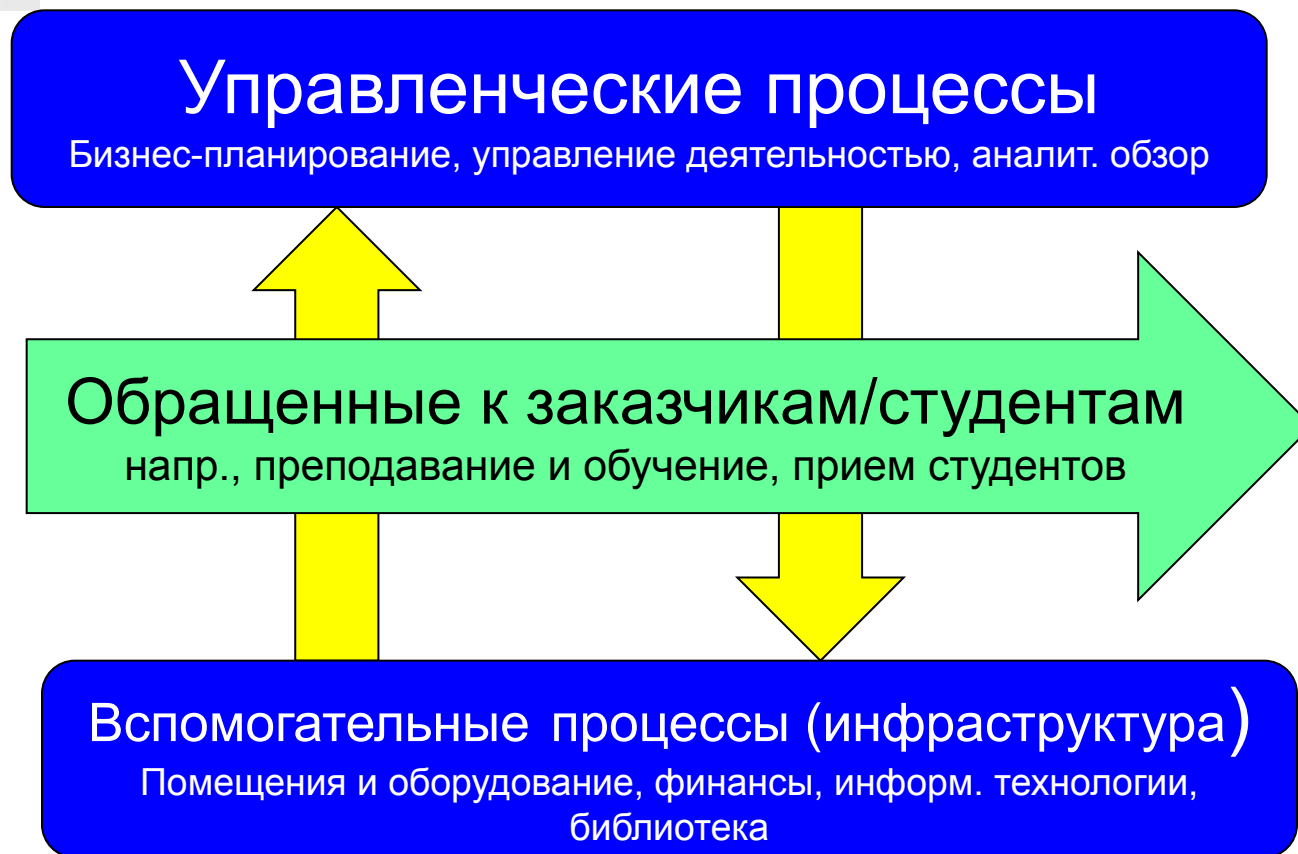 Управленческие процессы
Бизнес-планирование, управление деятельностью, аналит. обзор
Обращенные к заказчикам/студентам
напр., преподавание и обучение, прием студентов
Вспомогательные процессы (инфраструктура)
Помещения и оборудование, финансы, информ. технологии,
библиотека